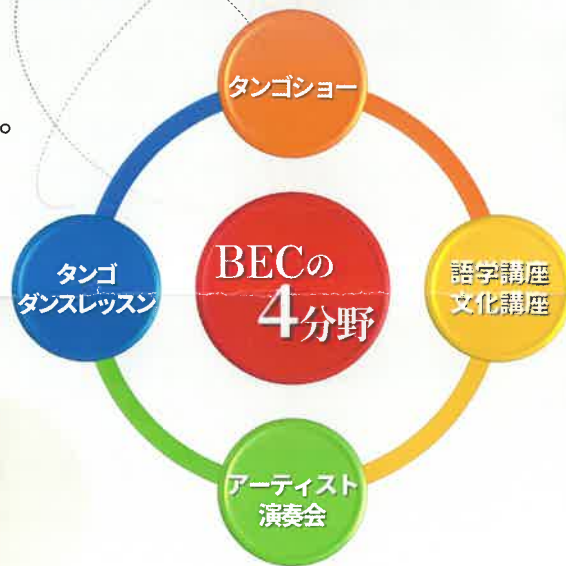 。
タンゴショー
タンゴ
ダンスレッスン
BECの
4分野
語学講座
文化講座
アーティスト
演奏会